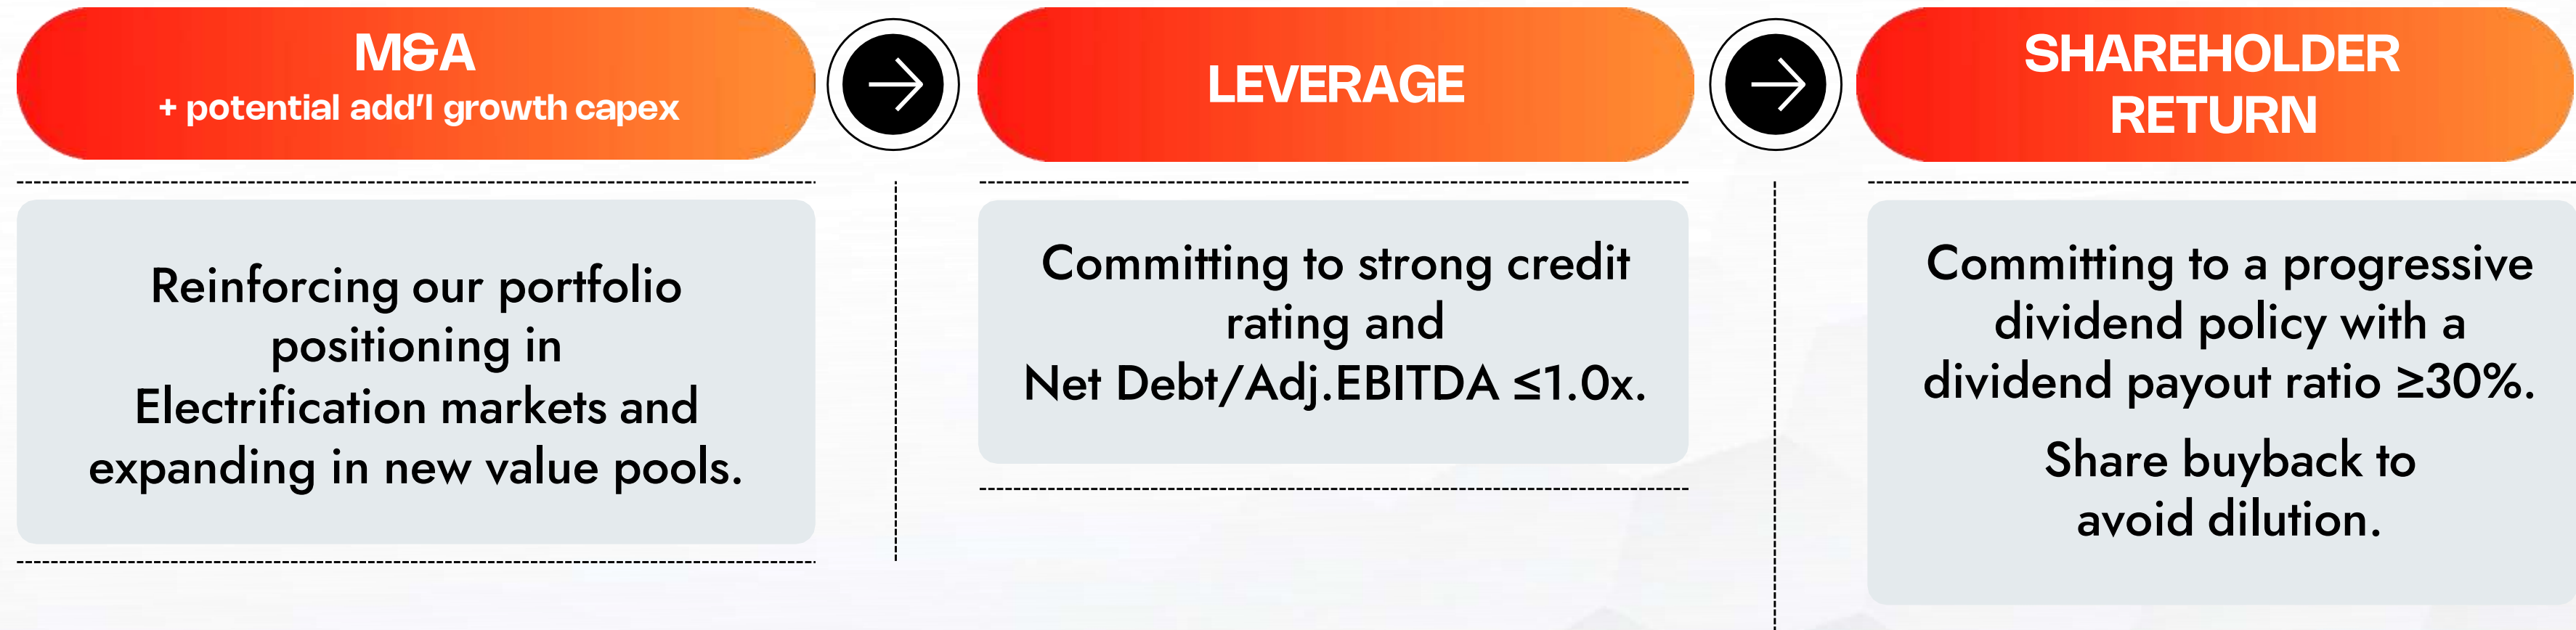 M&A
+ potential add'l growth capex
Reinforcing our portfolio
positioning in
Electrification markets and
expanding in new value pools.
LEVERAGE
Committing to strong credit
rating and
Net Debt/Adj.EBITDA ≤1.0x.
SHAREHOLDER
RETURN
Committing to a progressive
dividend policy with a
dividend payout ratio ≥30%.
Share buyback to
avoid dilution.